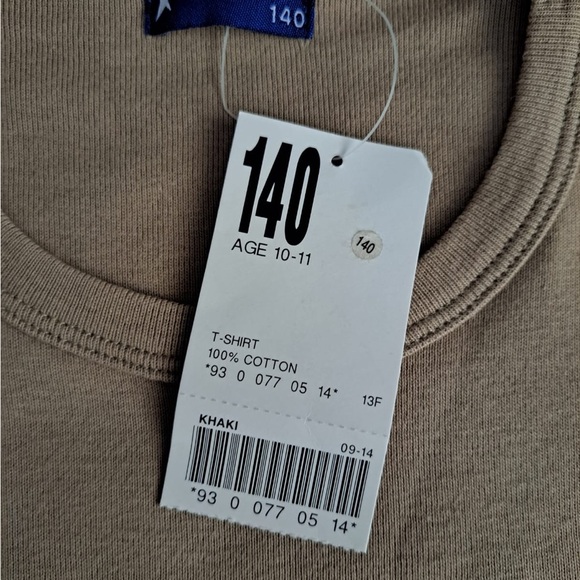 140
140
AGE 10-11
140
T-SHIRT
100% COTTON
*93 0 077 05 14*
13F
KHAKI
09-14
*93 0 077 05 14*